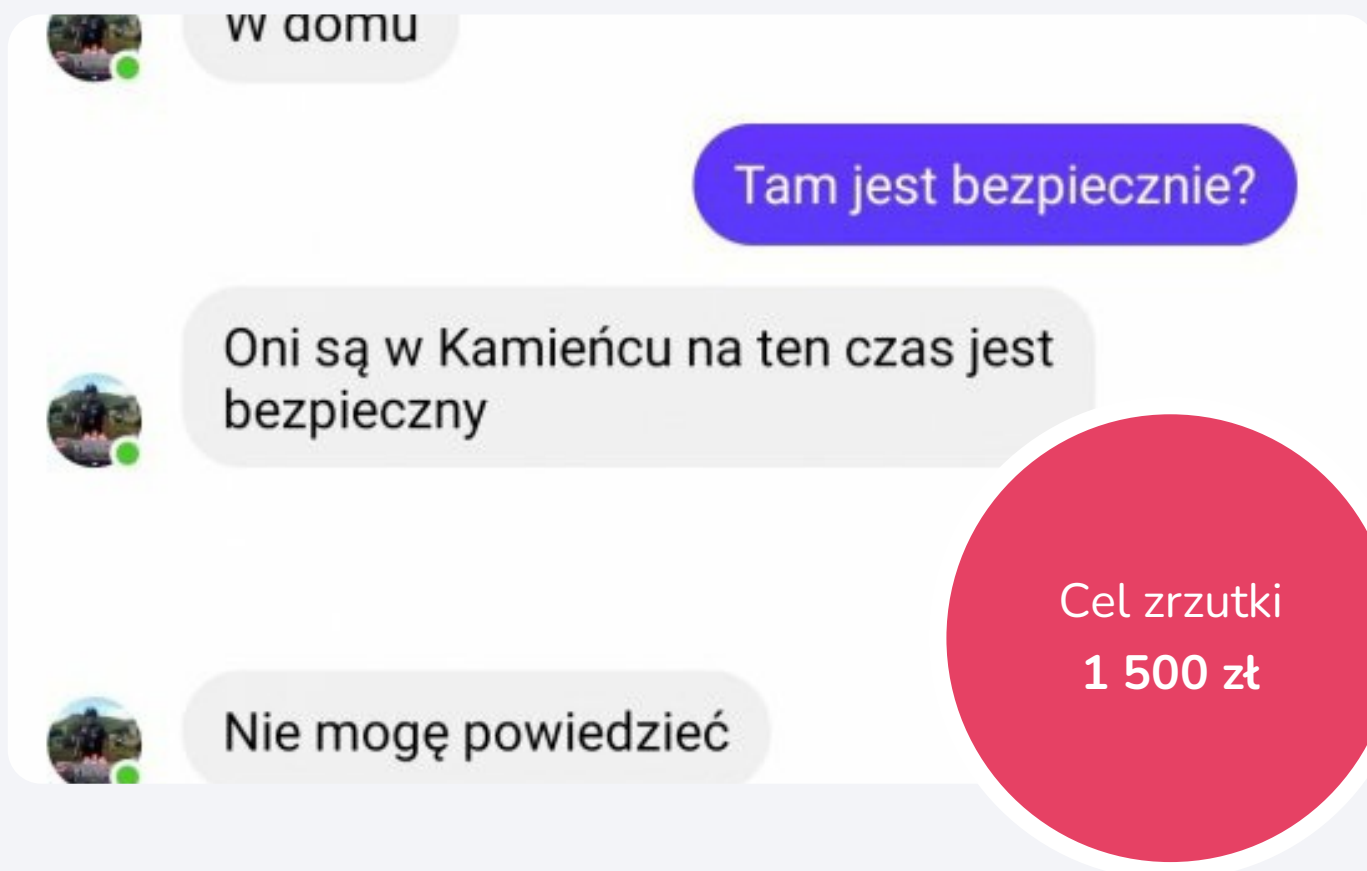 W domu
Tam jest bezpiecznie?
Oni są w Kamieńcu na ten czas jest
bezpieczny
Cel zrzutki
1 500 zł
Nie mogę powiedzieć